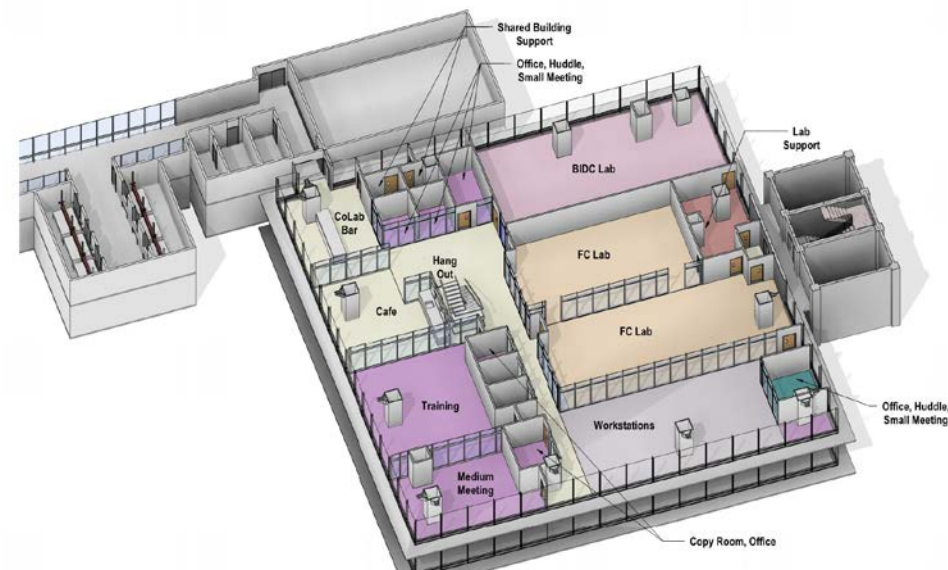 Shared Building
Support
Office, Huddle,
Small Meeting
Lab
Support
BIDC Lab
CoLab
Bar
FC Lab
Hang
Out
Cafe
FC Lab
Training
Workstations
Office, Huddle,
Small Meeting
Medium
Meeting
Copy Room, Office